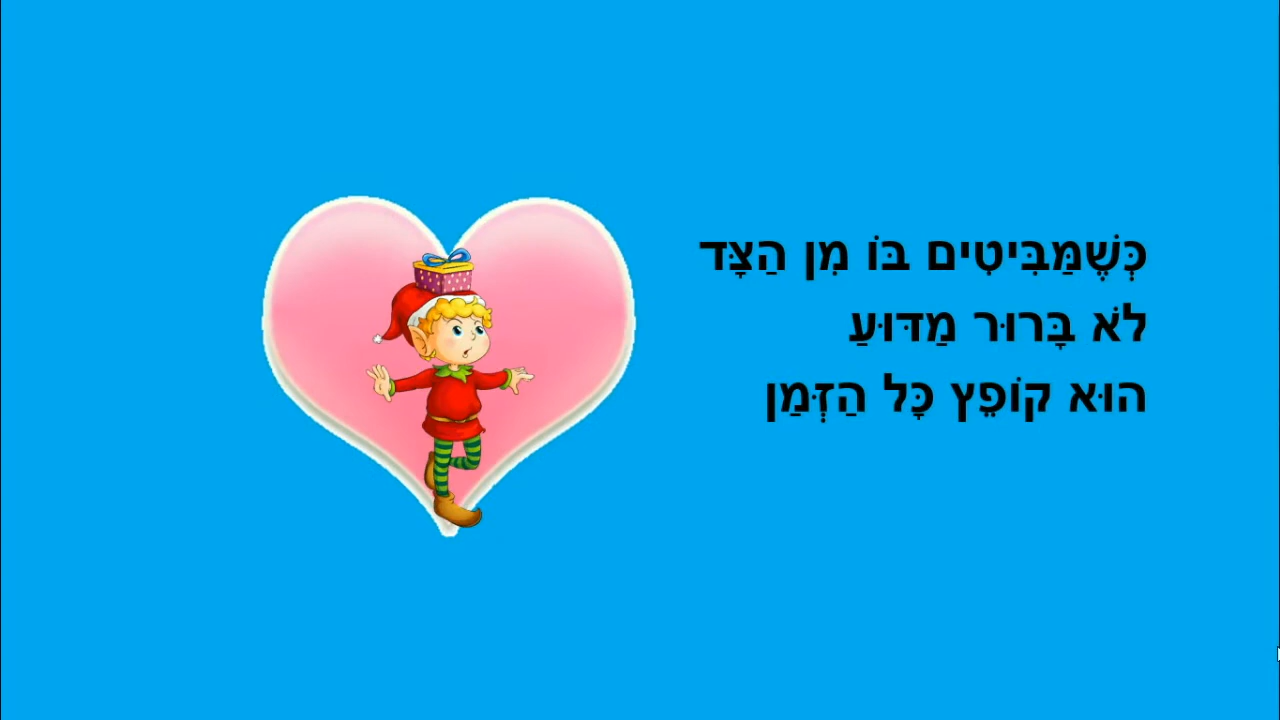 כְּשֶׁמַּבִּיטִים בּוֹ מִן הַצָּד
לֹא בָּרוּר מַדּוּעַ
הוּא קוֹפֵץ כָּל הַזְּמַן